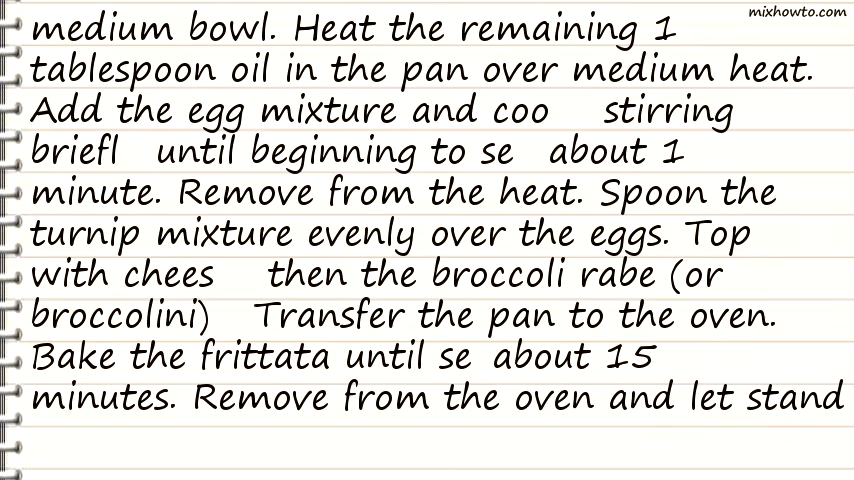 mixhowto.com
medium bowl. Heat the remaining 1
tablespoon oil in the pan over medium heat.
Add the egg mixture and coo stirring
briefl until beginning to se about 1
minute. Remove from the heat. Spoon the
turnip mixture evenly over the eggs. Top
with chees then the broccoli rabe (or
broccolini) Transfer the pan to the oven.
Bake the frittata until se about 15
minutes. Remove from the oven and let stand